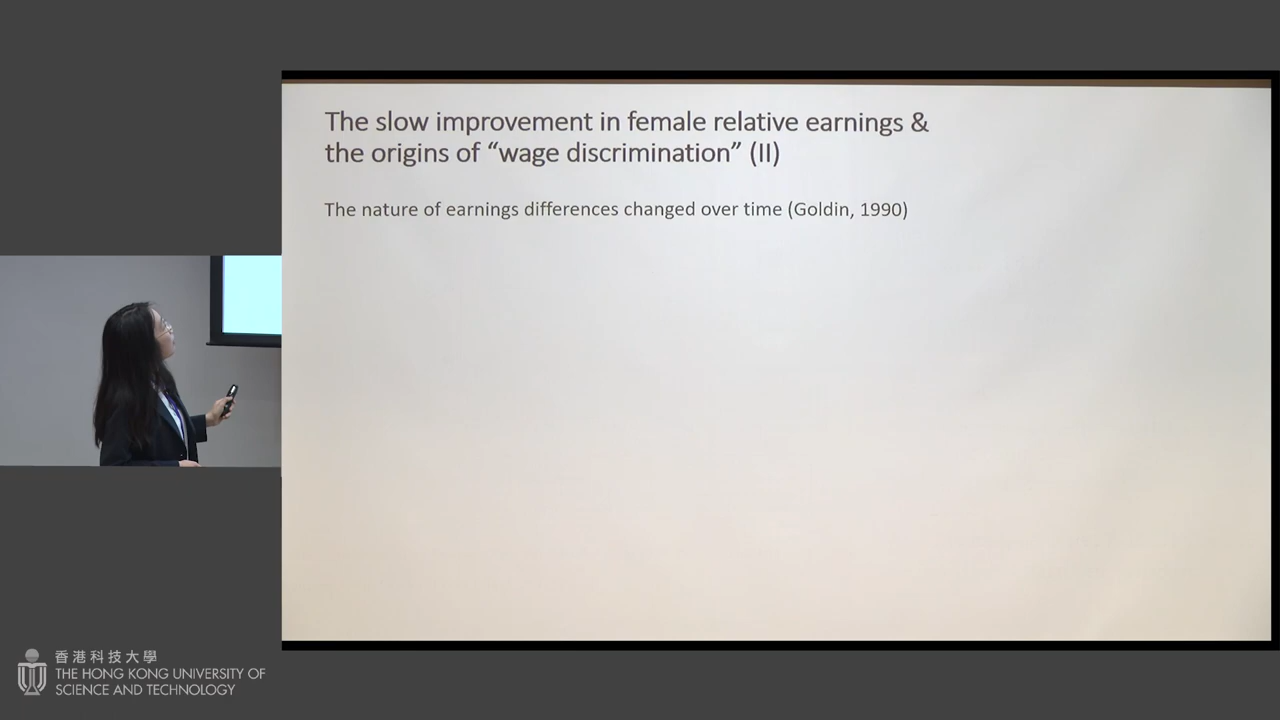 The slow improvement in female relative earnings &
the origins of “wage discrimination” (II)
The nature of earnings differences changed over time (Goldin, 1990)
香港科技大學
THE HONG KONG UNIVERSITY OF
SCIENCE AND TECHNOLOGY